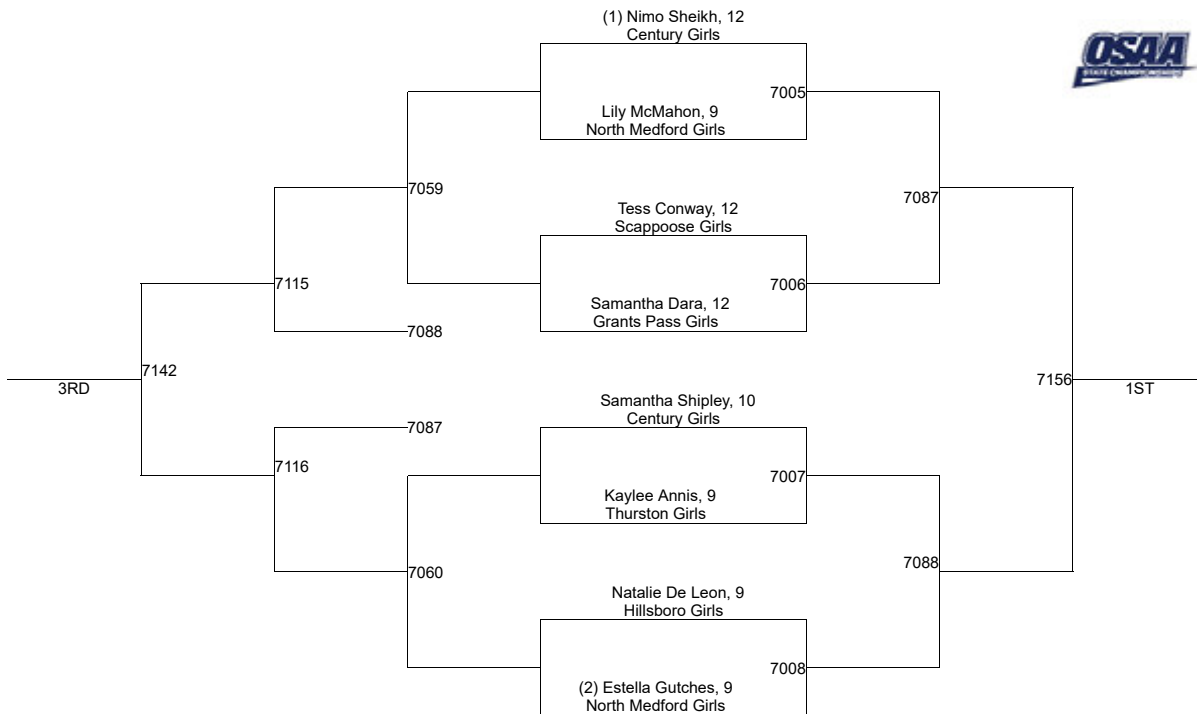 (1) Nimo Sheikh, 12
Century Girls
OSAA
STATE CHAMPIONSHIPS
7005
Lily McMahon, 9
North Medford Girls
7059
7087
Tess Conway, 12
Scappoose Girls
7115
7006
Samantha Dara, 12
Grants Pass Girls
7088
7142
3RD
7156
1ST
Samantha Shipley, 10
Century Girls
7087
7116
7007
Kaylee Annis, 9
Thurston Girls
7060
7088
Natalie De Leon, 9
Hillsboro Girls
7008
(2) Estella Gutches, 9
North Medford Girls